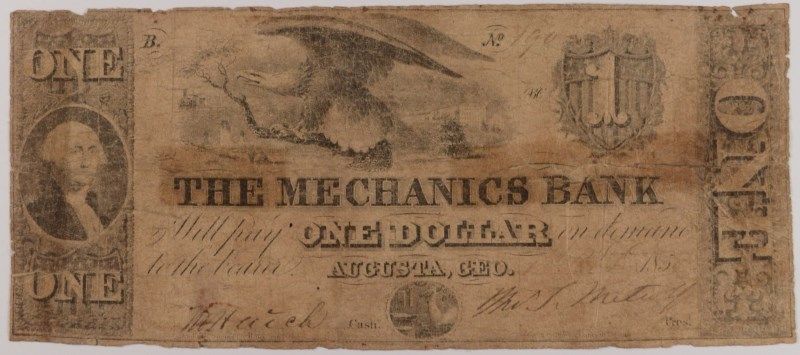 ONE
B.
No.
1
THE MECHANICS BANK
Will pay ONE DOLLAR on demand
to the bearer
AUGUSTA, GEO.
185
ONE
Cash.
Pres.
ONE